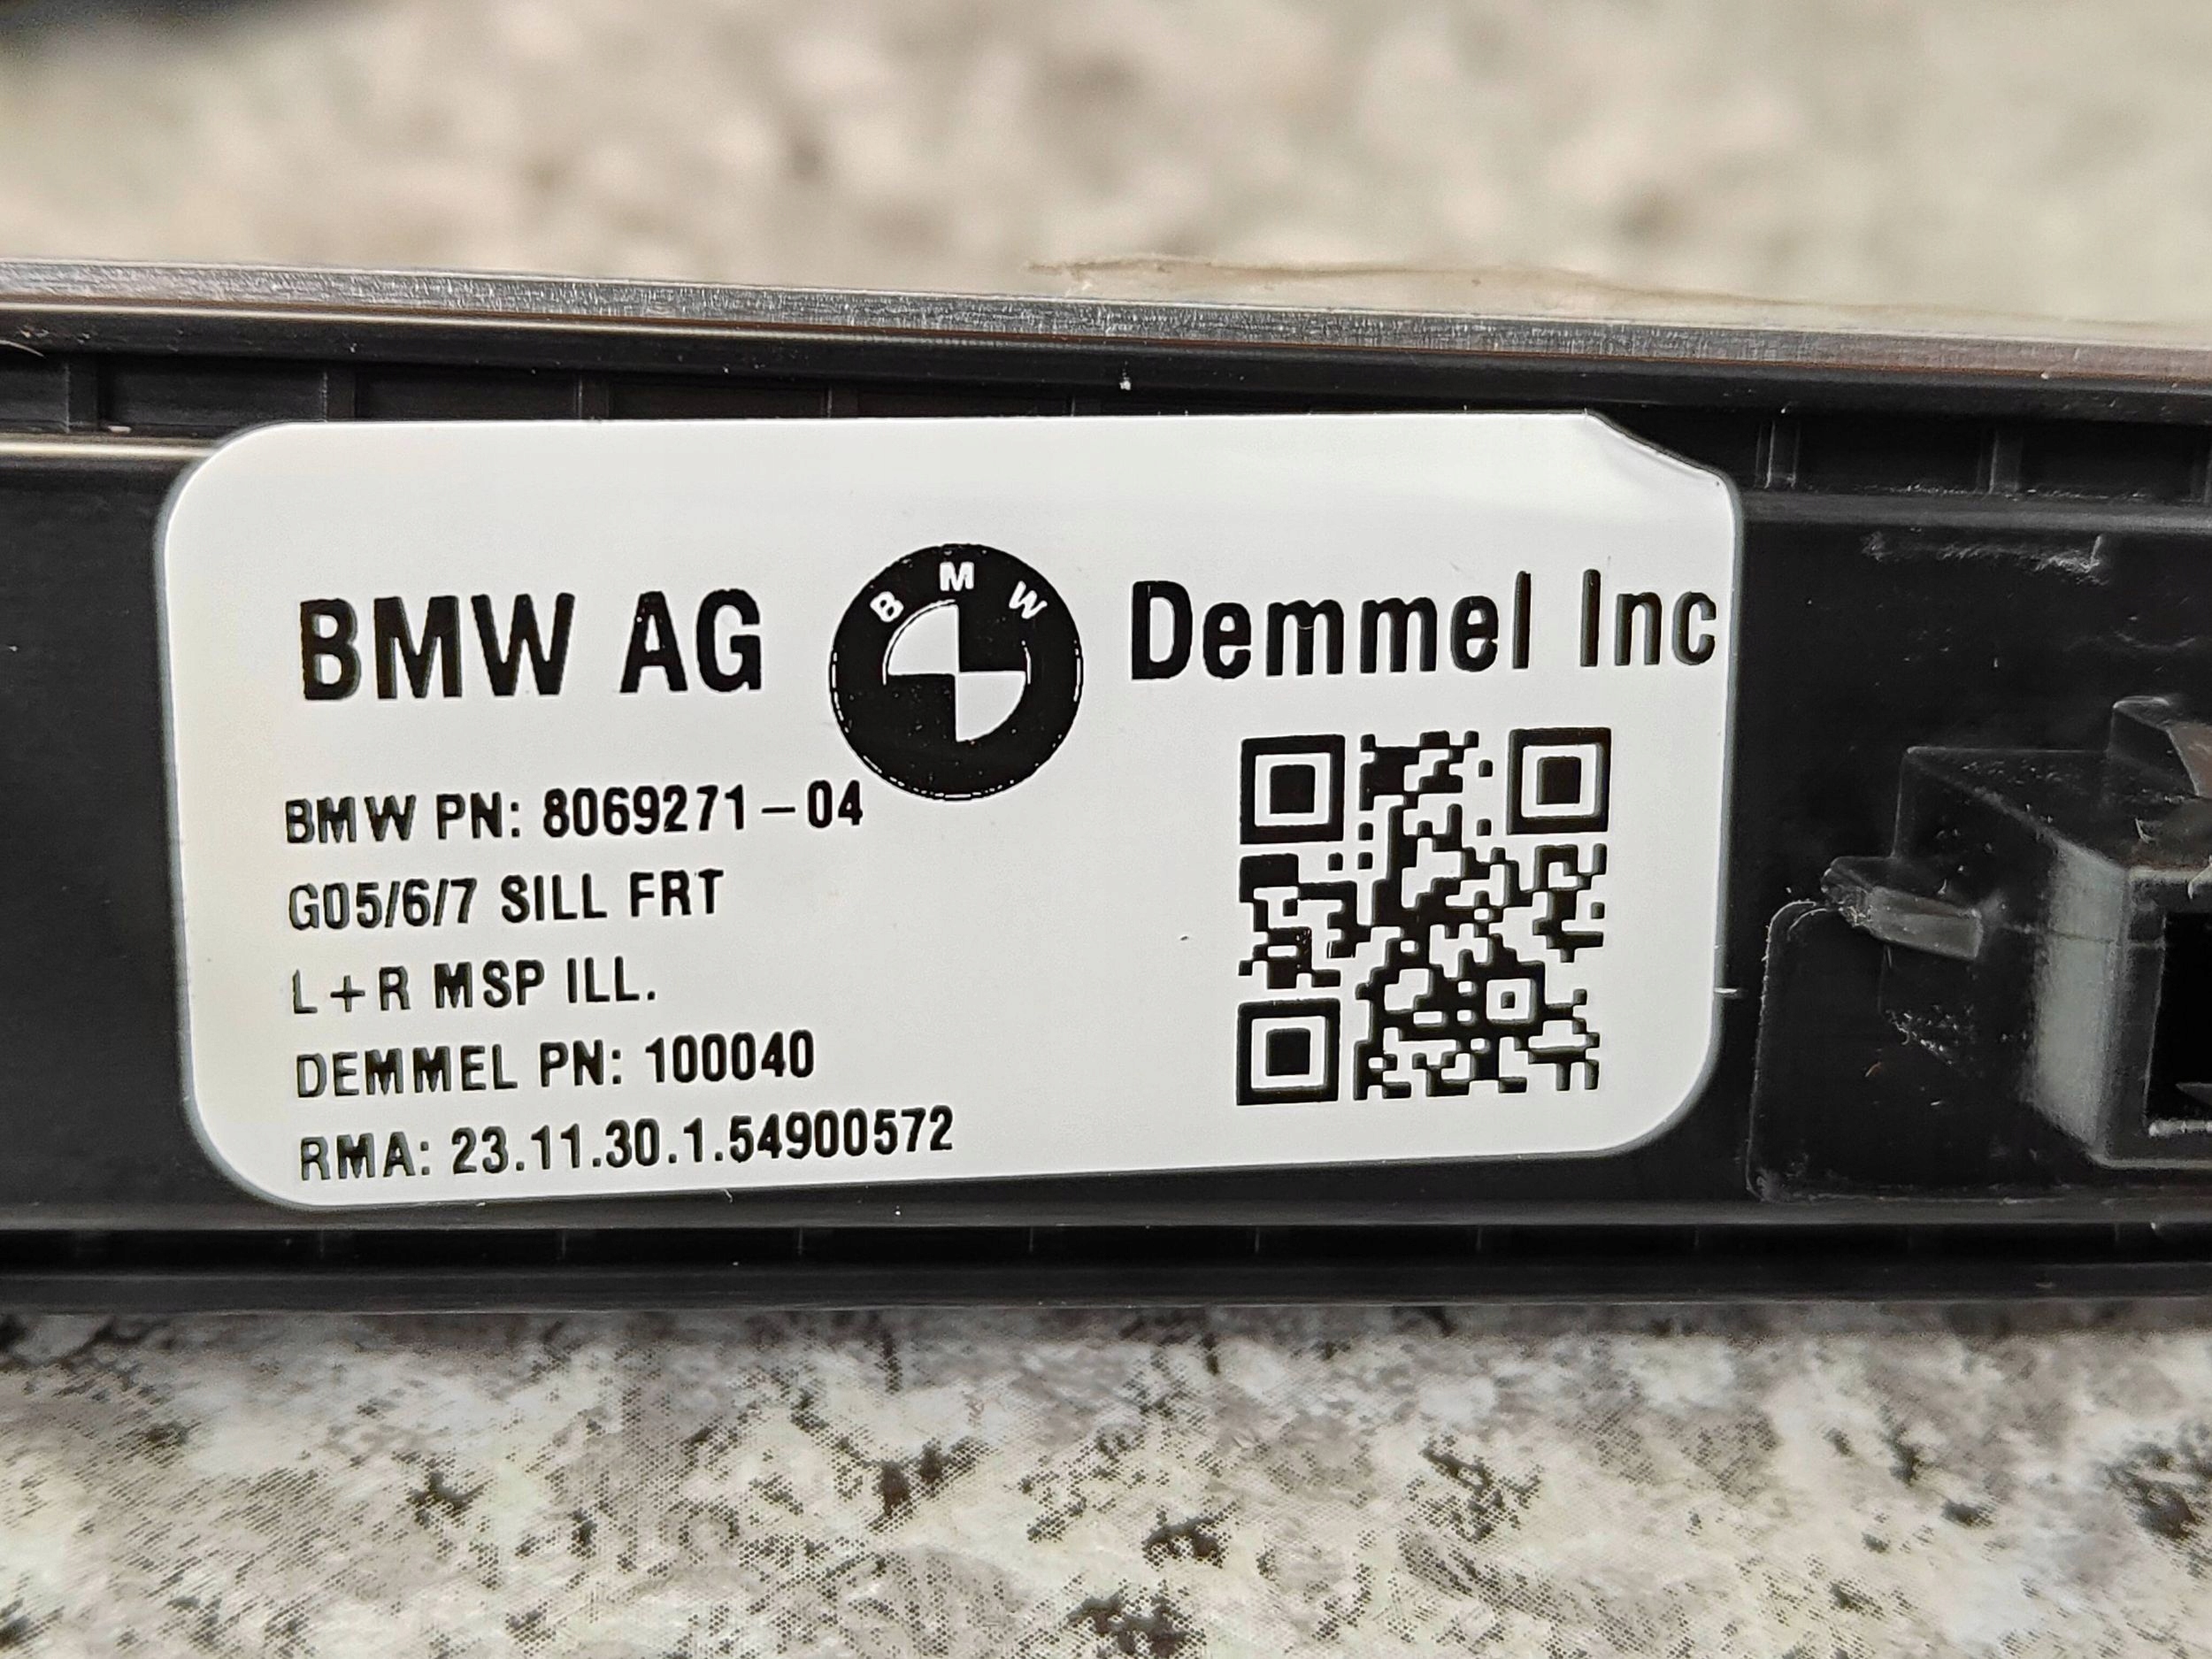 BMW AG BMW Demmel Inc
BMW PN: 8069271-04
G05/6/7 SILL FRT
L+R MSP ILL.
DEMMEL PN: 100040
RMA: 23.11.30.1.54900572